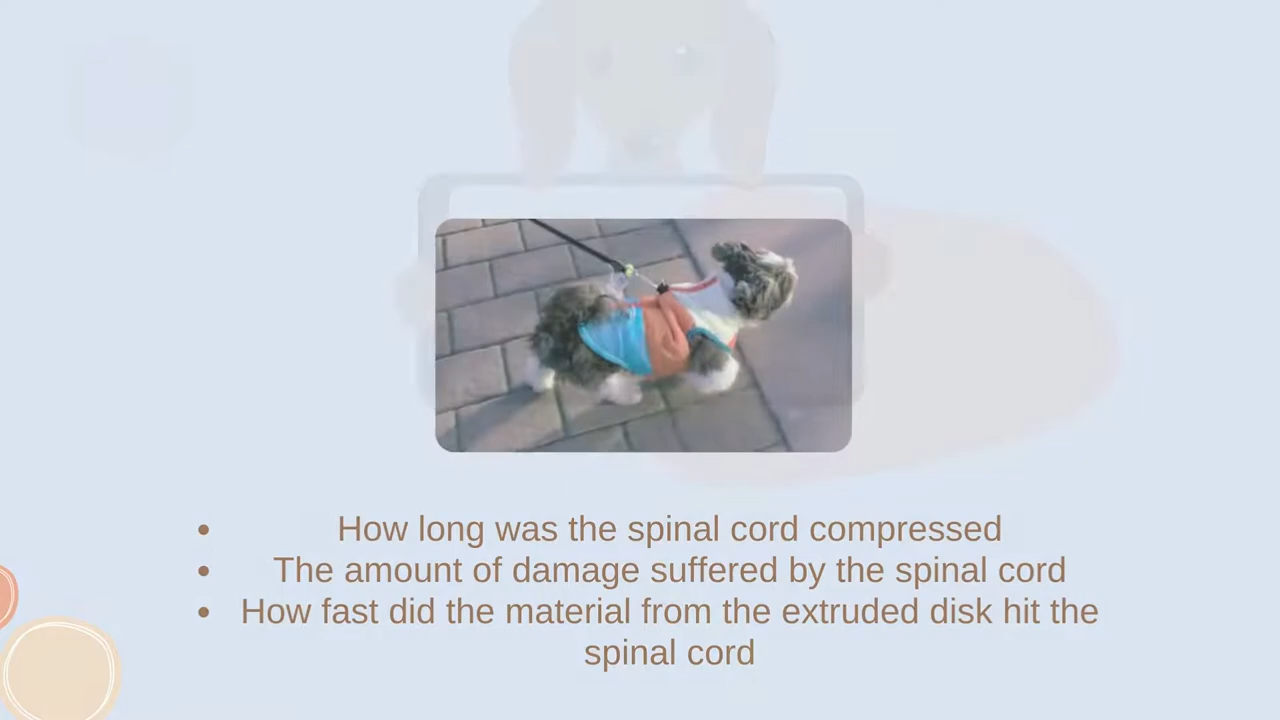 How long was the spinal cord compressed
The amount of damage suffered by the spinal cord
How fast did the material from the extruded disk hit the
spinal cord